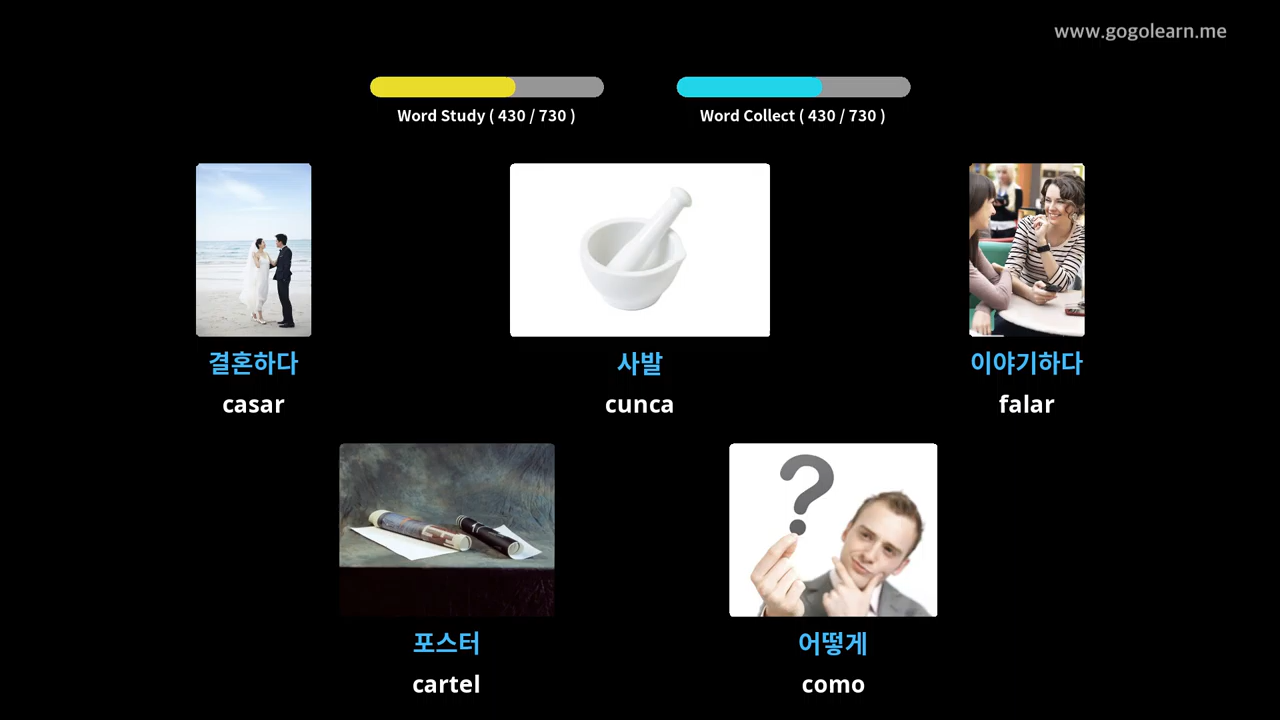 www.gogolearn.me
Word Study ( 430 / 730 )
Word Collect ( 430 / 730 )
결혼하다
casar
사발
cunca
이야기하다
falar
포스터
cartel
어떻게
como